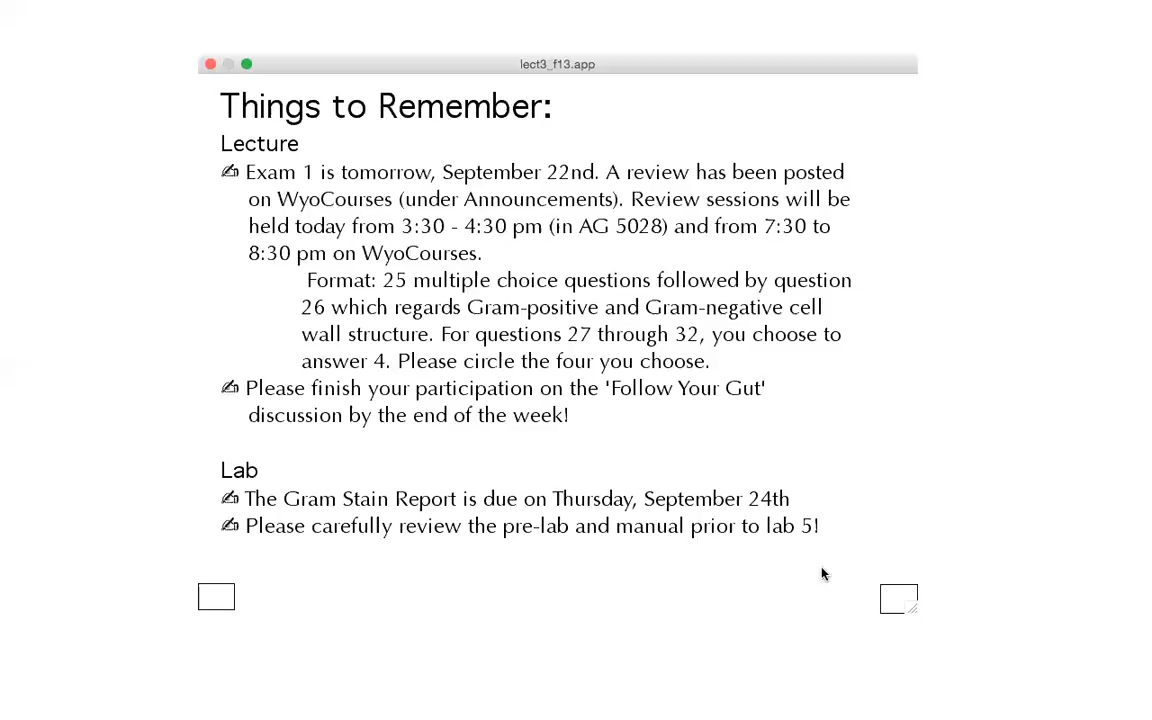 lect3_f13.app
Things to Remember:
Lecture
✍ Exam 1 is tomorrow, September 22nd. A review has been posted
on WyoCourses (under Announcements). Review sessions will be
held today from 3:30 - 4:30 pm (in AG 5028) and from 7:30 to
8:30 pm on WyoCourses.
Format: 25 multiple choice questions followed by question
26 which regards Gram-positive and Gram-negative cell
wall structure. For questions 27 through 32, you choose to
answer 4. Please circle the four you choose.
✍ Please finish your participation on the 'Follow Your Gut'
discussion by the end of the week!
Lab
✍ The Gram Stain Report is due on Thursday, September 24th
✍ Please carefully review the pre-lab and manual prior to lab 5!